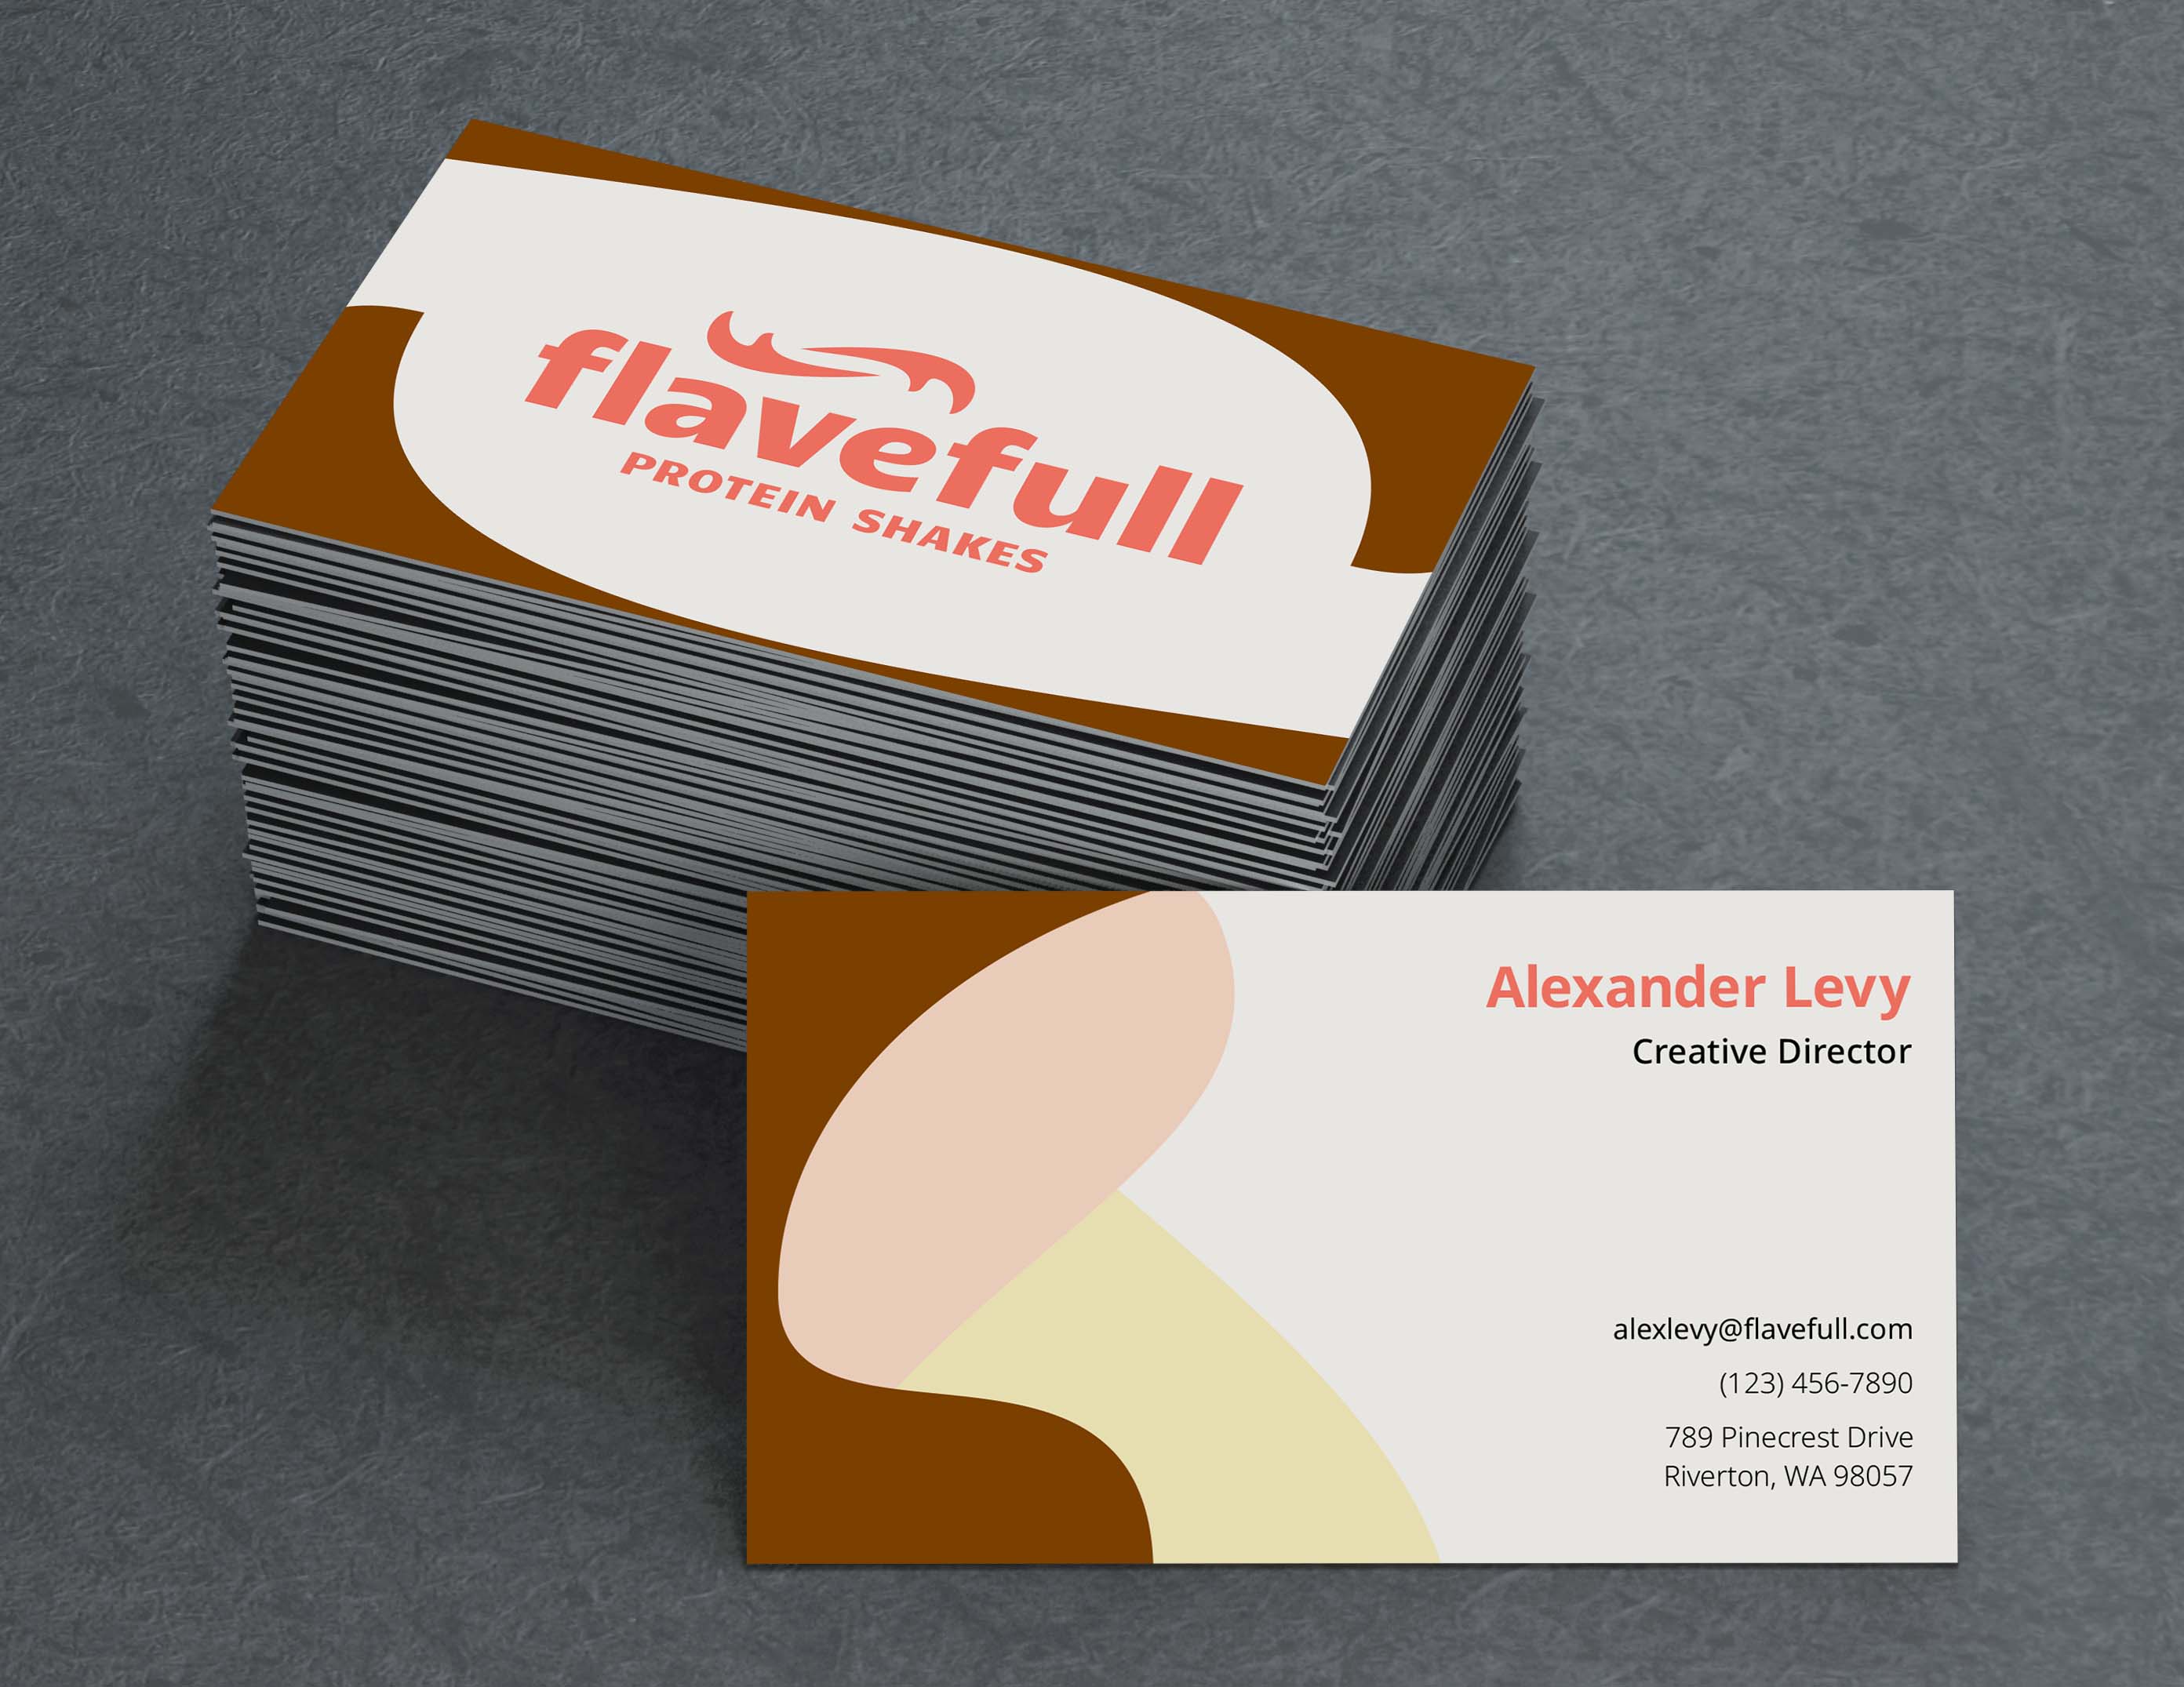 flavefull
PROTEIN SHAKES
Alexander Levy
Creative Director
alexlevy@flavefull.com
(123) 456-7890
789 Pinecrest Drive
Riverton, WA 98057